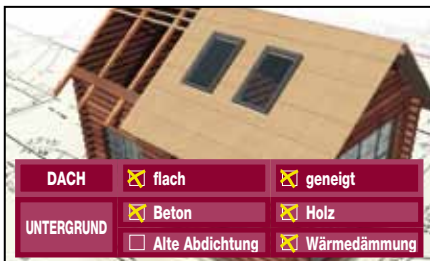 DACH ☒ flach ☒ geneigt
UNTERGRUND ☒ Beton ☒ Holz
☐ Alte Abdichtung ☒ Wärmedämmung